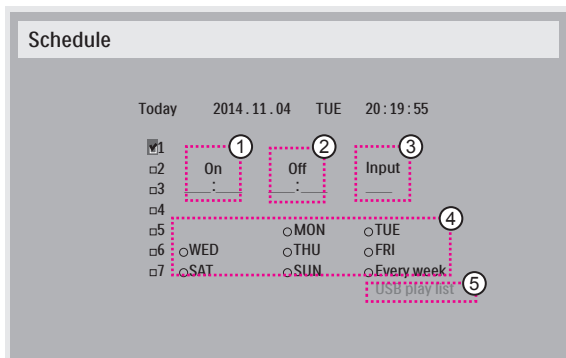 Schedule
Today 2014.11.04 TUE 20:19:55
1
2 On Off Input
3 __:__ __:__ __
4
5 MON TUE
6 WED THU FRI
7 SAT SUN Every week
USB play list
1
2
3
4
5